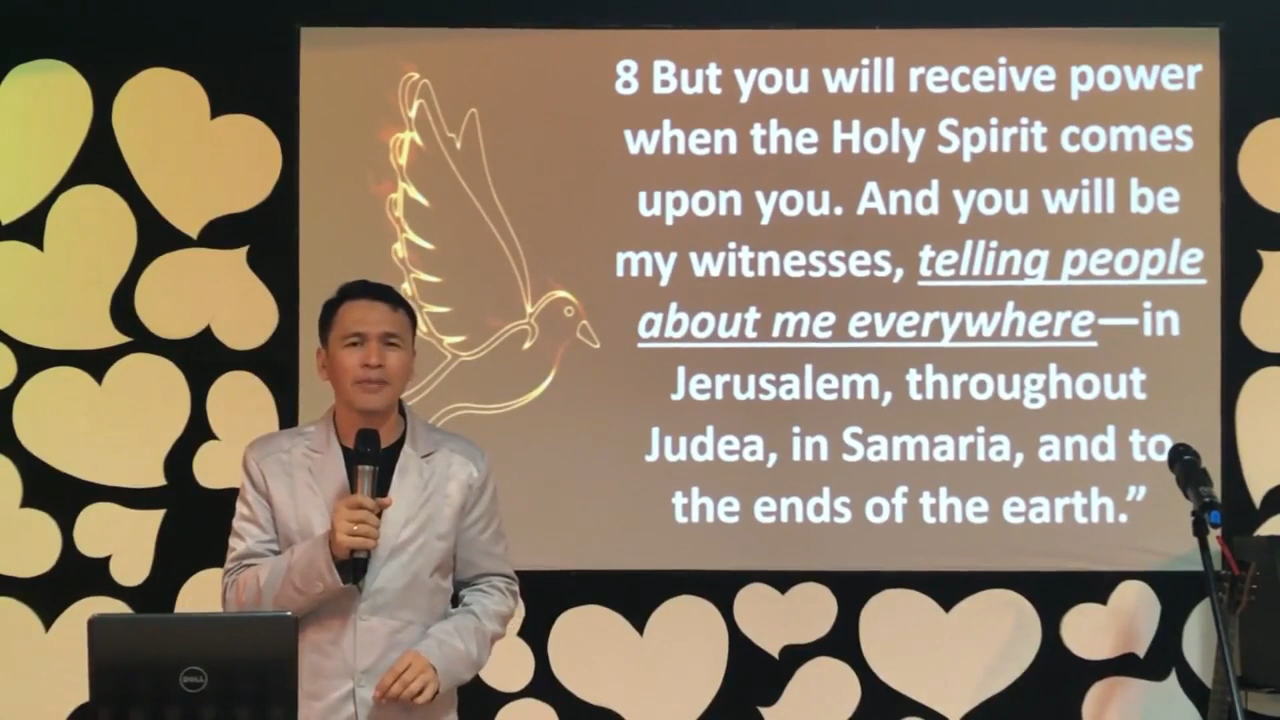 8 But you will receive power
when the Holy Spirit comes
upon you. And you will be
my witnesses, telling people
about me everywhere—in
Jerusalem, throughout
Judea, in Samaria, and to
the ends of the earth.”
DELL